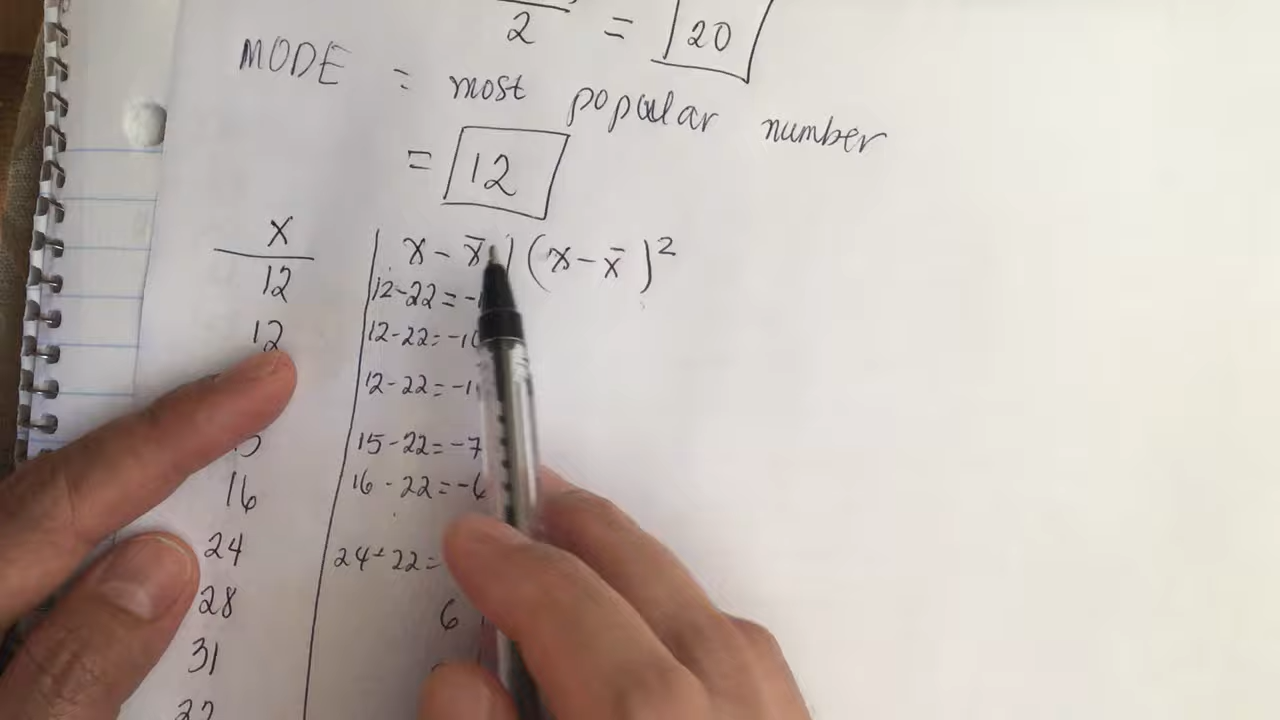 2 = 20
MODE = most popular number
= 12
x x - x̄ (x - x̄)²
12 12-22 = -
12 12-22 = -10
12-22 = -1
15-22 = -7
16 16 - 22 = -6
24 24 - 22 =
28 6
31